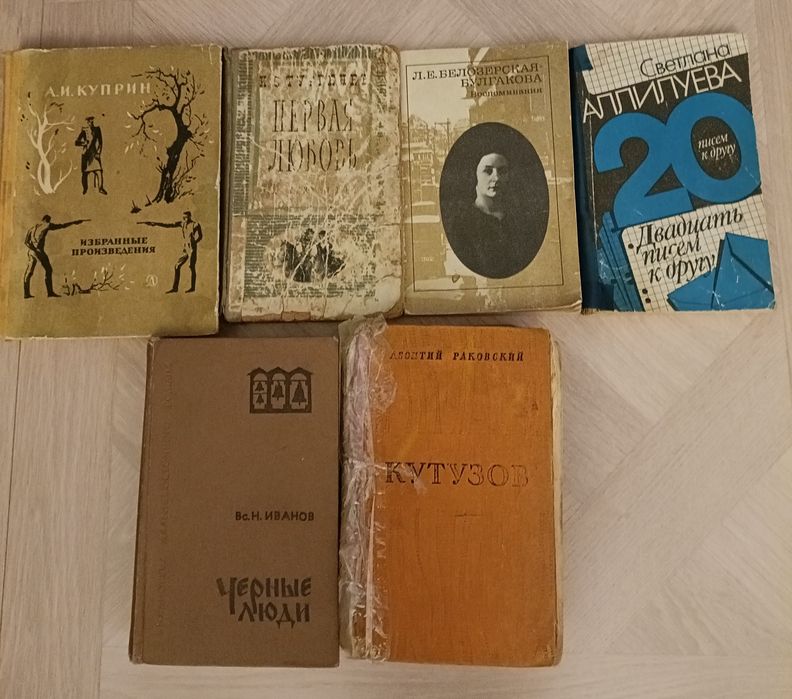 А.И.КУПРИН
ИЗБРАННЫЕ
ПРОИЗВЕДЕНИЯ
И·С·ТУРГЕНЕВ
ПЕРВАЯ
ЛЮБОВЬ
Л.Е.БЕЛОЗЕРСКАЯ-
БУЛГАКОВА
Воспоминания
Светлана
АЛЛИЛУЕВА
20
писем
к другу
Двадцать
писем
к другу
Вс. Н. ИВАНОВ
ЧЕРНЫЕ
ЛЮДИ
ЛЕОНТИЙ РАКОВСКИЙ
КУТУЗОВ